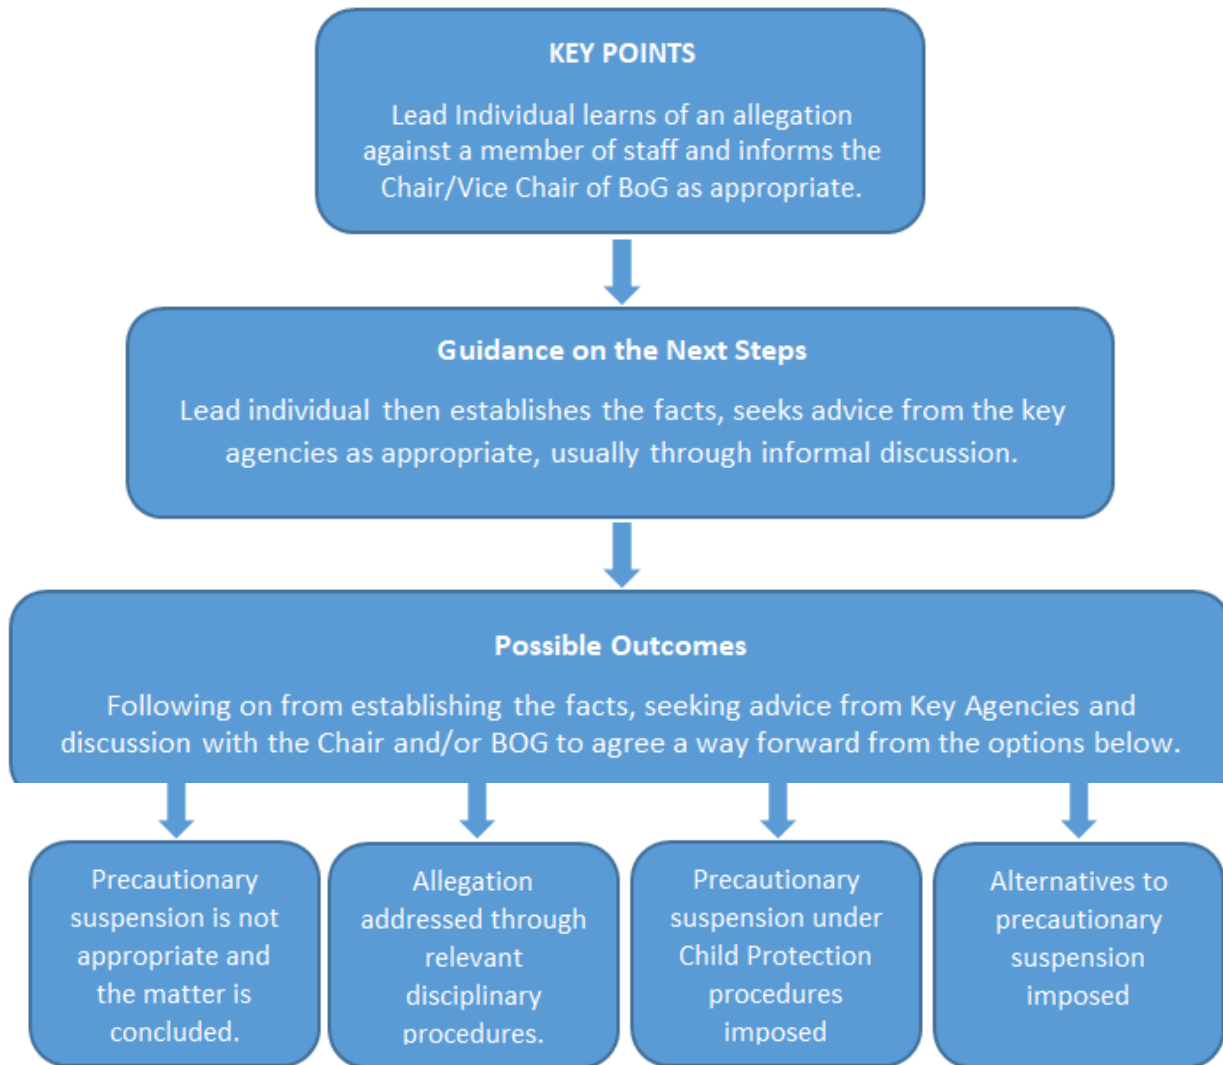 KEY POINTS
Lead Individual learns of an allegation
against a member of staff and informs the
Chair/Vice Chair of BoG as appropriate.
Guidance on the Next Steps
Lead individual then establishes the facts, seeks advice from the key
agencies as appropriate, usually through informal discussion.
Possible Outcomes
Following on from establishing the facts, seeking advice from Key Agencies and
discussion with the Chair and/or BOG to agree a way forward from the options below.
Precautionary
suspension is not
appropriate and
the matter is
concluded.
Allegation
addressed through
relevant
disciplinary
procedures.
Precautionary
suspension under
Child Protection
procedures
imposed
Alternatives to
precautionary
suspension
imposed